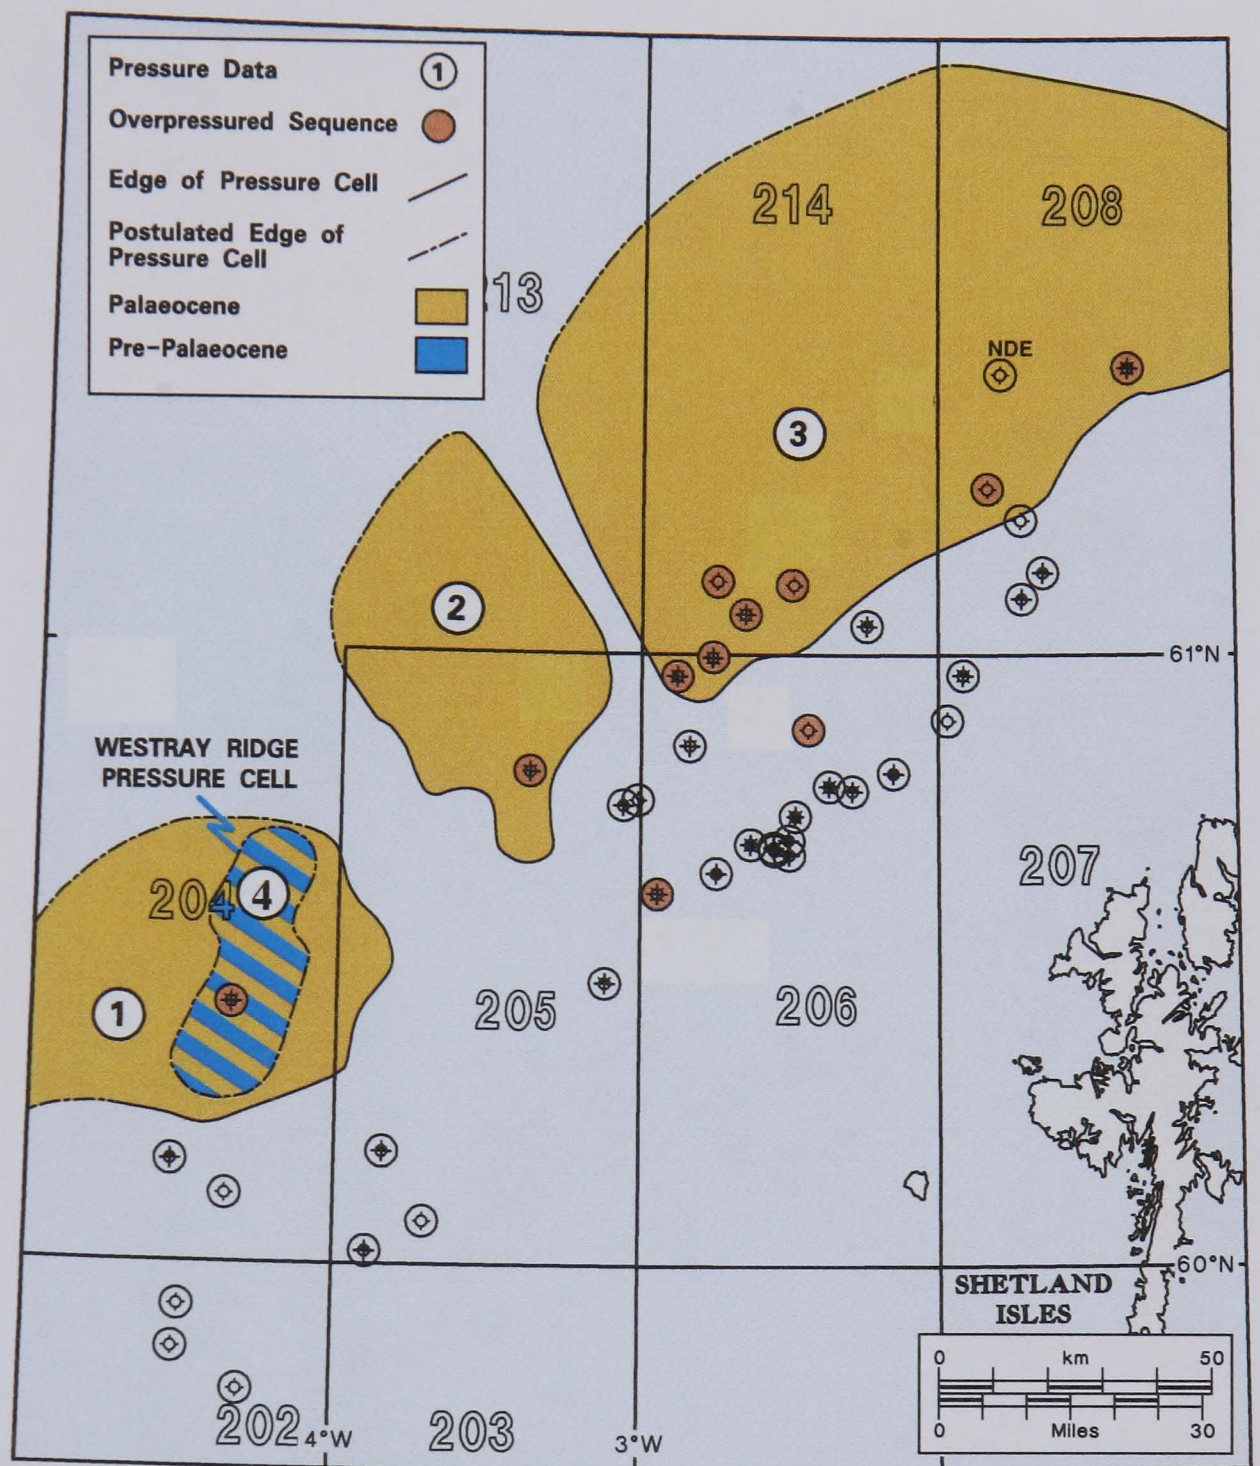 Pressure Data 1
Overpressured Sequence
Edge of Pressure Cell
Postulated Edge of
Pressure Cell
Palaeocene
Pre-Palaeocene
13
214
208
NDE
3
2
61°N
WESTRAY RIDGE
PRESSURE CELL
204
4
207
1
205
206
60°N
SHETLAND
ISLES
0 km 50
0 Miles 30
202
4°W
203
3°W